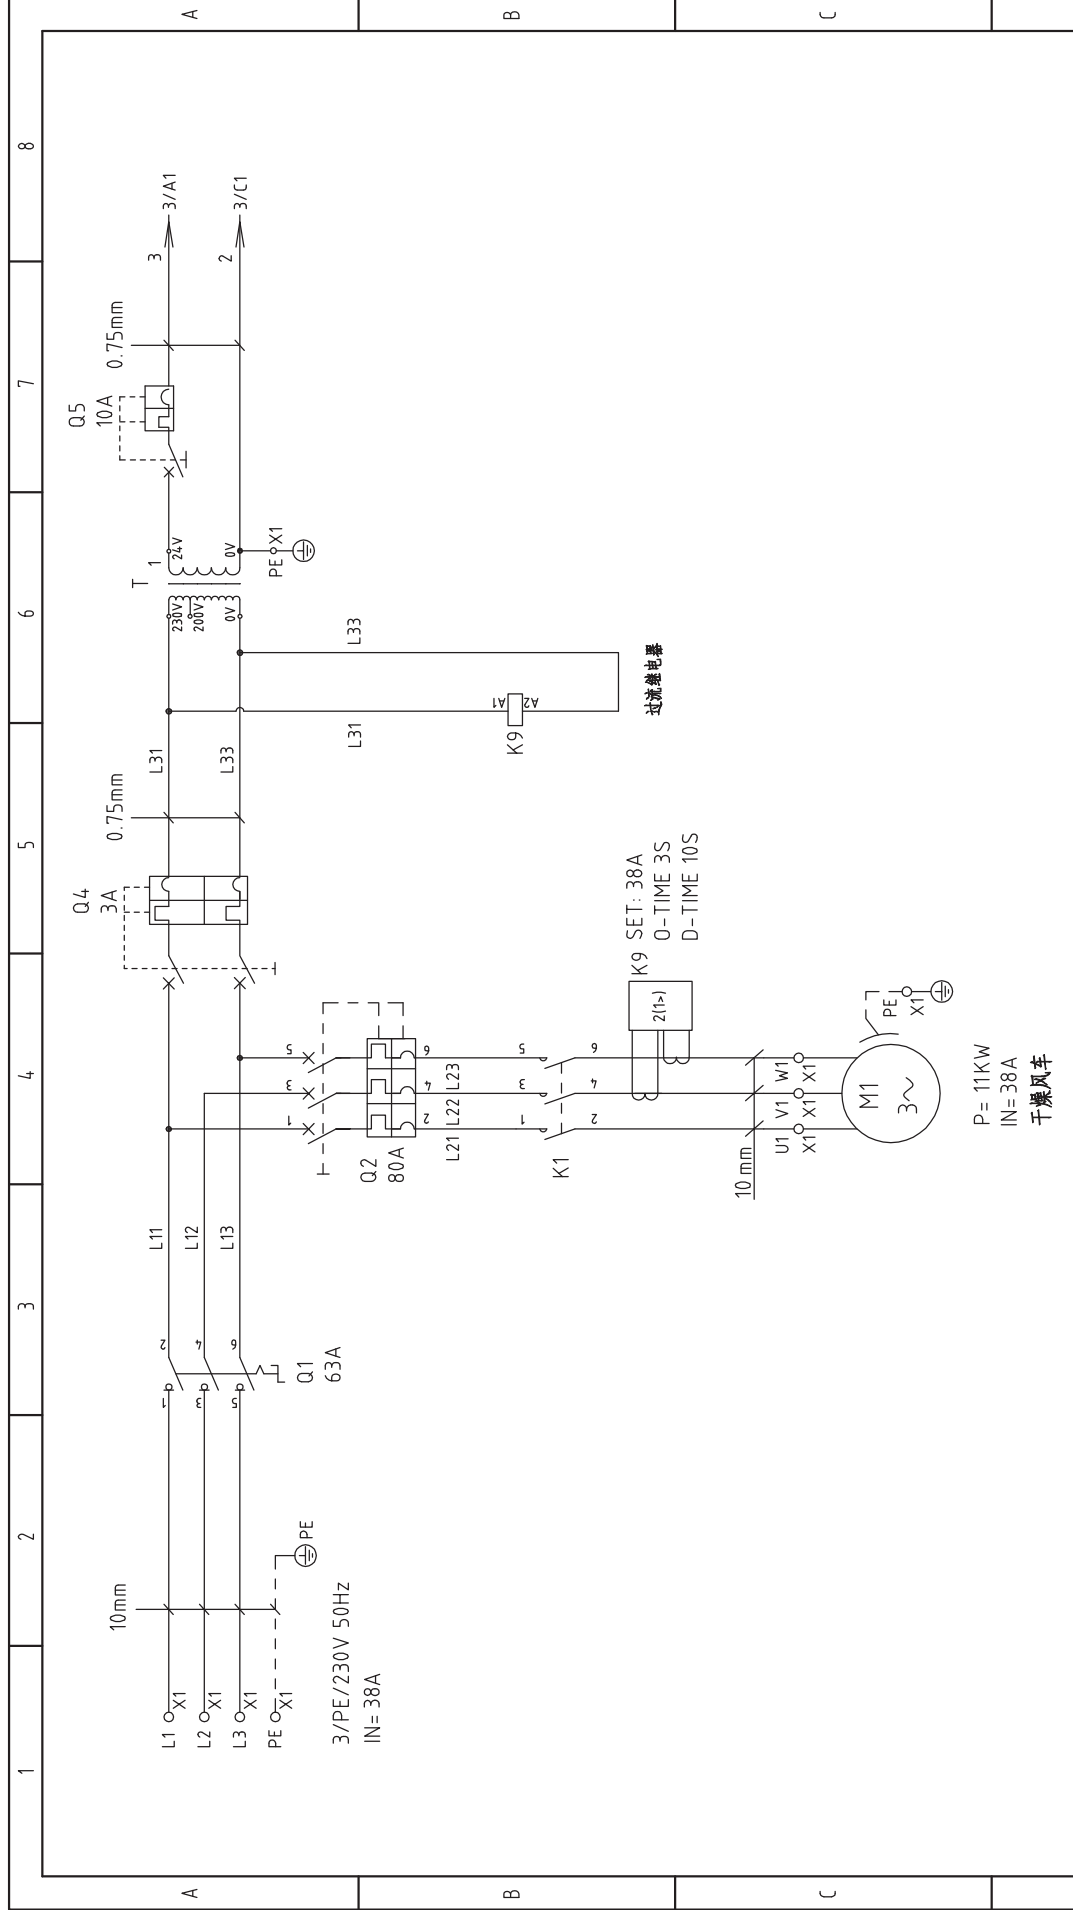 1 2 3 4 5 6 7 8
A
A
B
B
C
C
L1 X1
L2 X1
L3 X1
PE X1
3/PE/230V 50Hz
IN= 38A
10mm
PE
1 2
3 4
5 6
Q1
63A
L11
L12
L13
1 3 5
Q2
80A
2 4 6
L21 L22 L23
1 3 5
K1
2 4 6
K9 SET: 38A
O-TIME 3S
D-TIME 10S
2(1>)
10 mm
U1 V1 W1
X1 X1 X1
PE
X1
M1
3~
P= 11KW
IN= 38A
干燥风车
Q4
3A
0.75mm
L31
L33
L31
L33
A1
A2
K9
过流继电器
T
230V
200V
0V
1
24V
0V
PE X1
Q5
10A
0.75mm
3
3/A1
2
3/C1